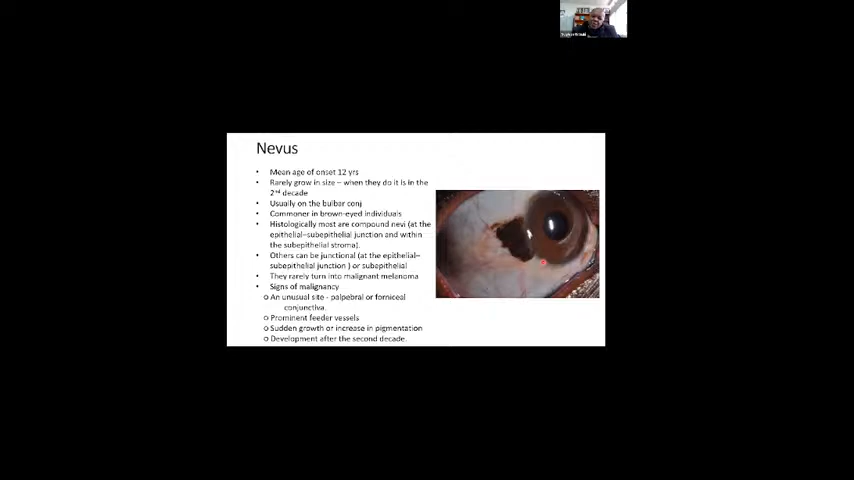 Nevus
• Mean age of onset 12 yrs
• Rarely grow in size – when they do it is in the
2nd decade
• Usually on the bulbar conj
• Commoner in brown-eyed individuals
• Histologically most are compound nevi (at the
epithelial–subepithelial junction and within
the subepithelial stroma).
• Others can be junctional (at the epithelial–
subepithelial junction ) or subepithelial
• They rarely turn into malignant melanoma
• Signs of malignancy
o An unusual site - palpebral or forniceal
conjunctiva.
o Prominent feeder vessels
o Sudden growth or increase in pigmentation
o Development after the second decade.